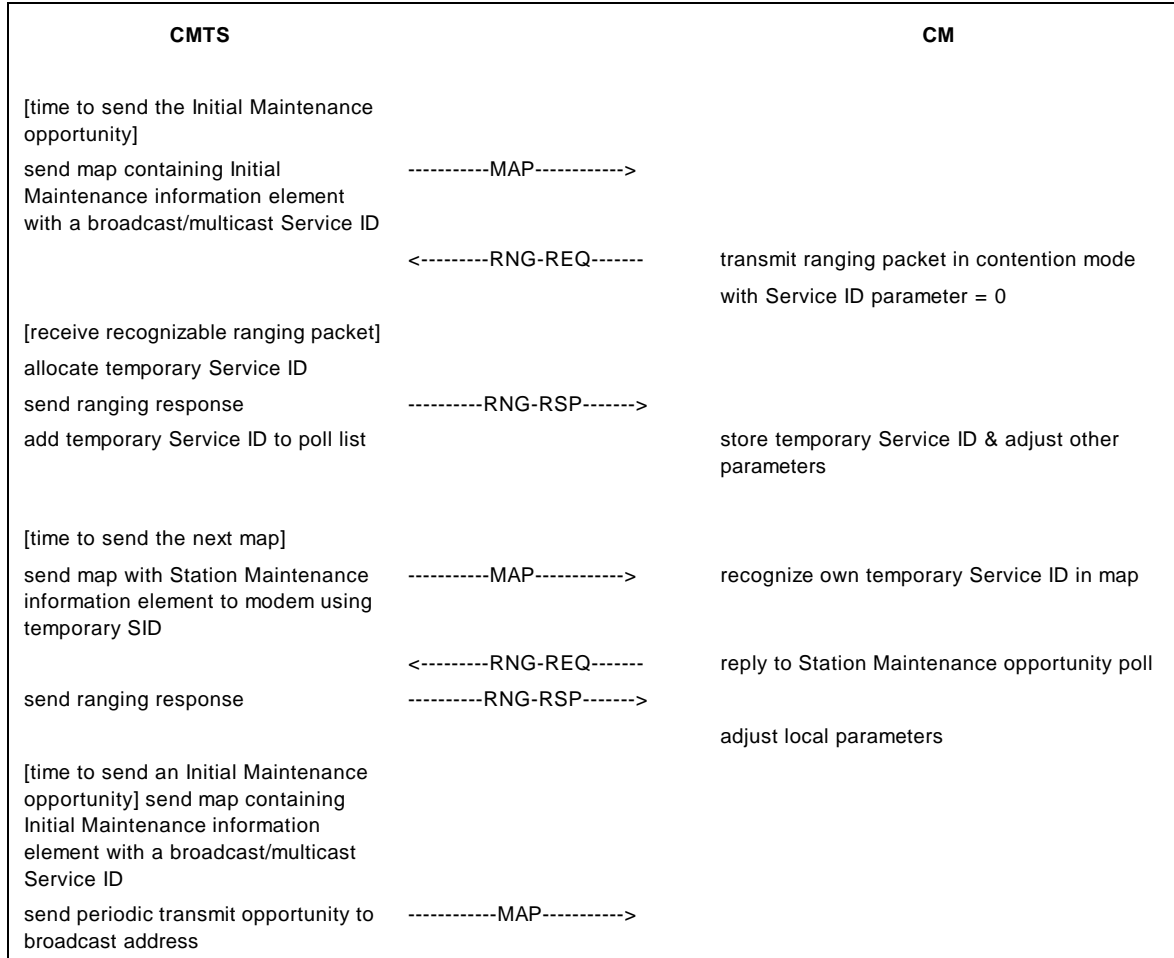 CMTS CM
[time to send the Initial Maintenance
opportunity]
send map containing Initial -----------MAP------------>
Maintenance information element
with a broadcast/multicast Service ID
<---------RNG-REQ------- transmit ranging packet in contention mode
with Service ID parameter = 0
[receive recognizable ranging packet]
allocate temporary Service ID
send ranging response ----------RNG-RSP------->
add temporary Service ID to poll list store temporary Service ID & adjust other
parameters
[time to send the next map]
send map with Station Maintenance -----------MAP------------> recognize own temporary Service ID in map
information element to modem using
temporary SID
<---------RNG-REQ------- reply to Station Maintenance opportunity poll
send ranging response ----------RNG-RSP------->
adjust local parameters
[time to send an Initial Maintenance
opportunity] send map containing
Initial Maintenance information
element with a broadcast/multicast
Service ID
send periodic transmit opportunity to ------------MAP----------->
broadcast address